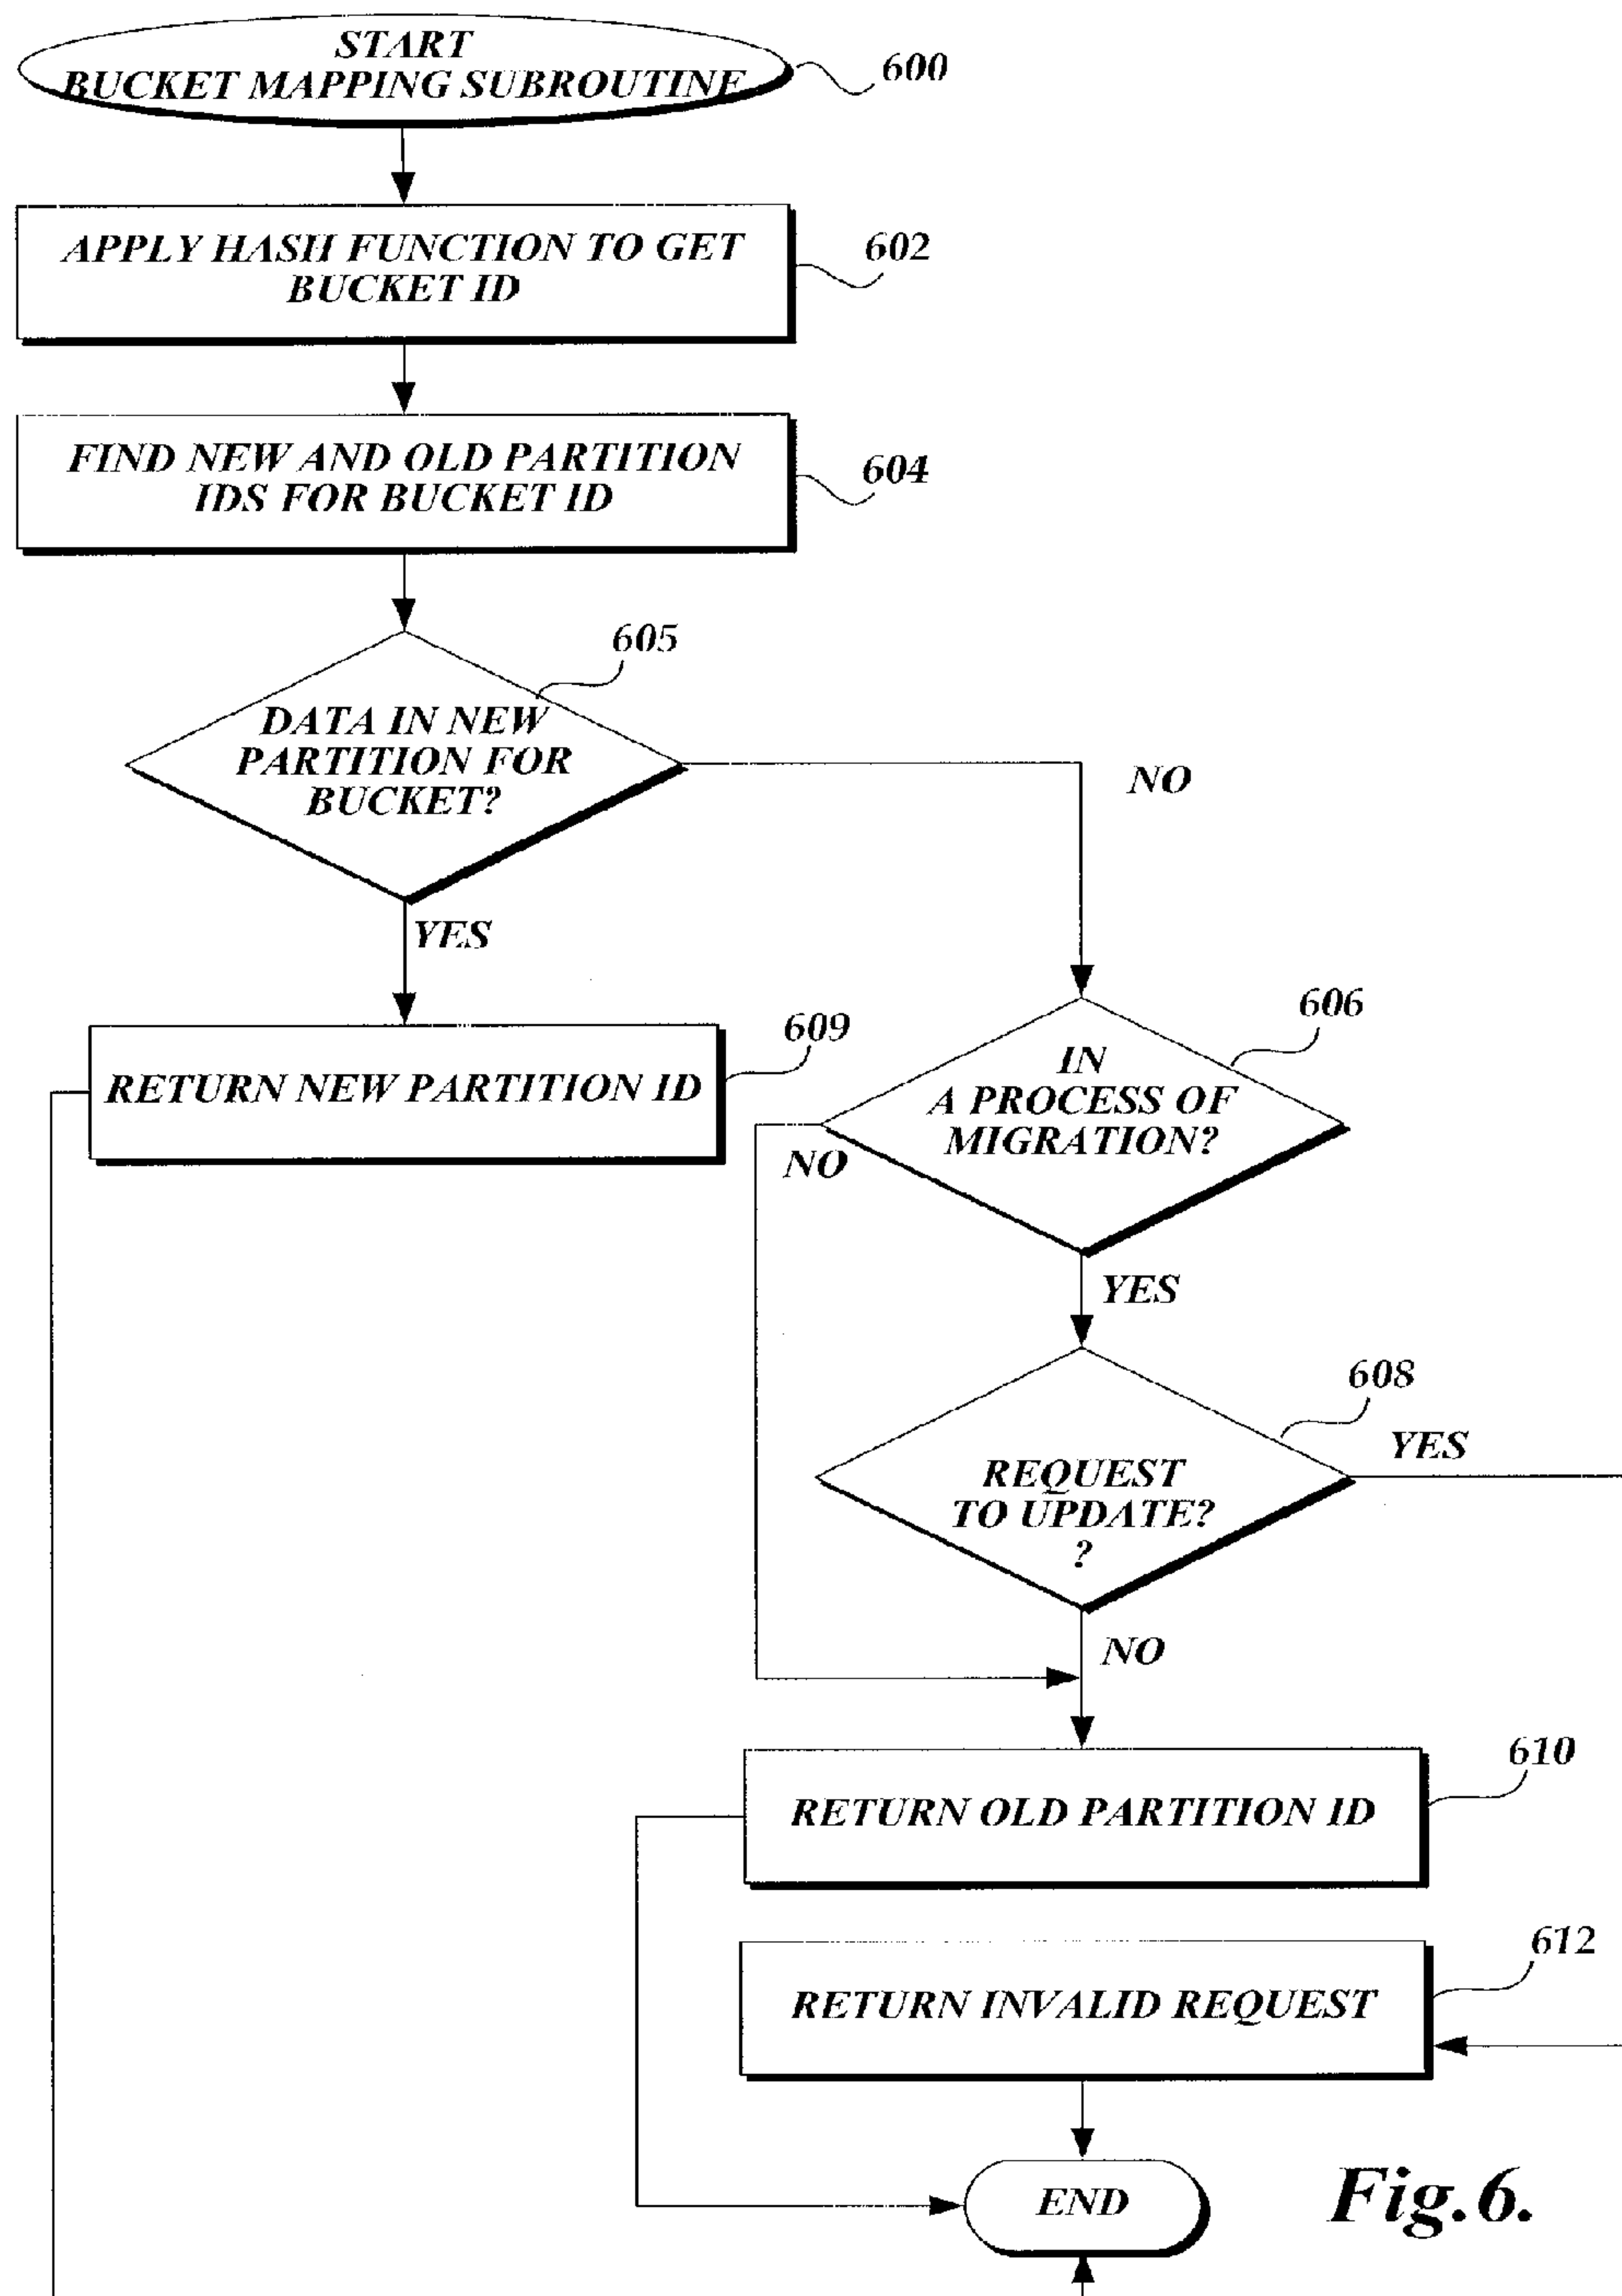 START
BUCKET MAPPING SUBROUTINE
600
APPLY HASH FUNCTION TO GET
BUCKET ID
602
FIND NEW AND OLD PARTITION
IDS FOR BUCKET ID
604
605
DATA IN NEW
PARTITION FOR
BUCKET?
NO
YES
609
RETURN NEW PARTITION ID
606
IN
A PROCESS OF
MIGRATION?
NO
YES
608
YES
REQUEST
TO UPDATE?
?
NO
610
RETURN OLD PARTITION ID
612
RETURN INVALID REQUEST
END
Fig.6.